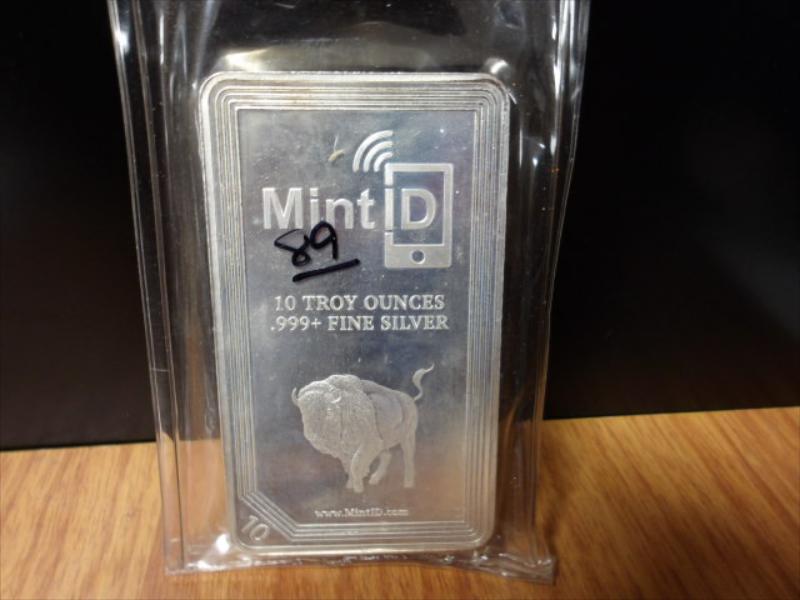 MintID
89
10 TROY OUNCES
.999+ FINE SILVER
www.MintID.com
10